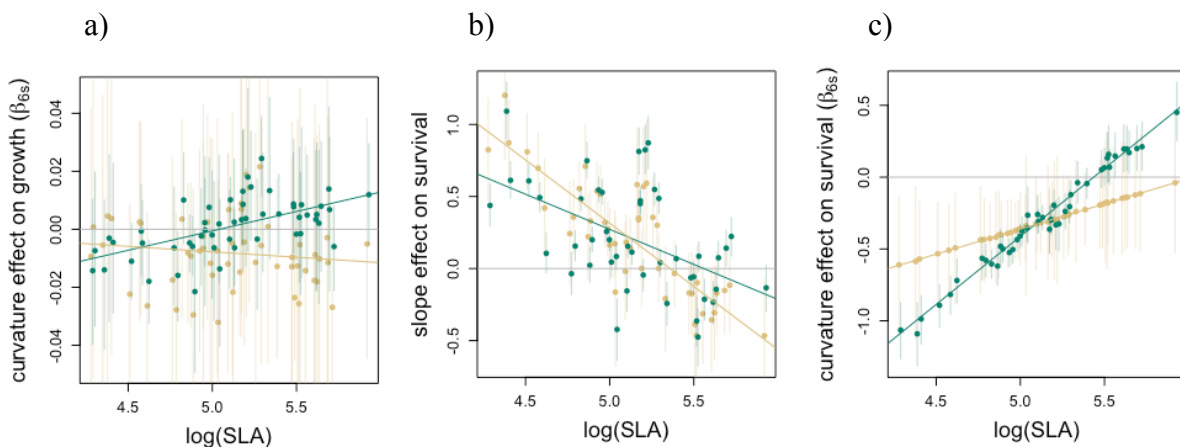 a)
b)
c)
curvature effect on growth (β6s)
0.04
0.02
0.00
-0.02
-0.04
4.5
5.0
5.5
log(SLA)
slope effect on survival
1.0
0.5
0.0
-0.5
4.5
5.0
5.5
log(SLA)
curvature effect on survival (β6s)
0.5
0.0
-0.5
-1.0
4.5
5.0
5.5
log(SLA)